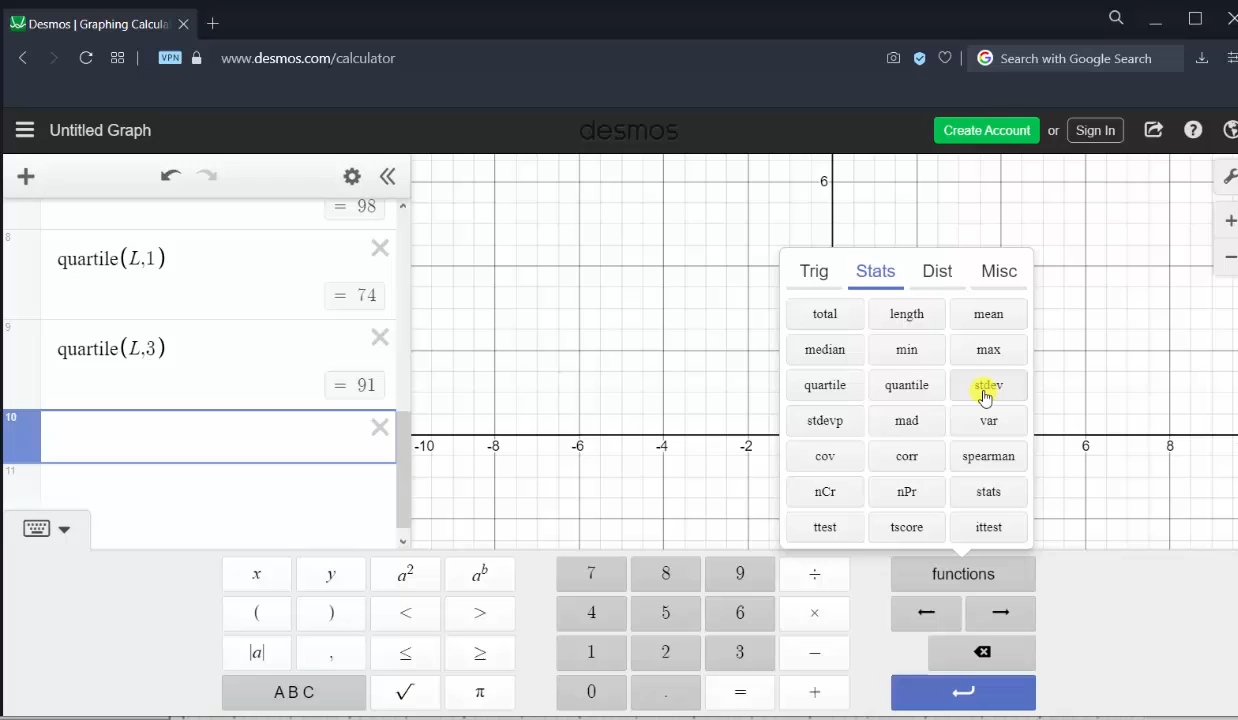 Desmos | Graphing Calcula
VPN
www.desmos.com/calculator
Search with Google Search
Untitled Graph
desmos
Create Account
or
Sign In
= 98
8
quartile(L,1)
= 74
9
quartile(L,3)
= 91
10
11
6
-10
-6
-4
-2
6
8
Trig Stats Dist Misc
total length mean
median min max
quartile quantile stdev
stdevp mad var
cov corr spearman
nCr nPr stats
ttest tscore ittest
x y a² aᵇ 7 8 9 ÷ functions
( ) < > 4 5 6 × ← →
|a| , ≤ ≥ 1 2 3 −
A B C √ π 0 . = +